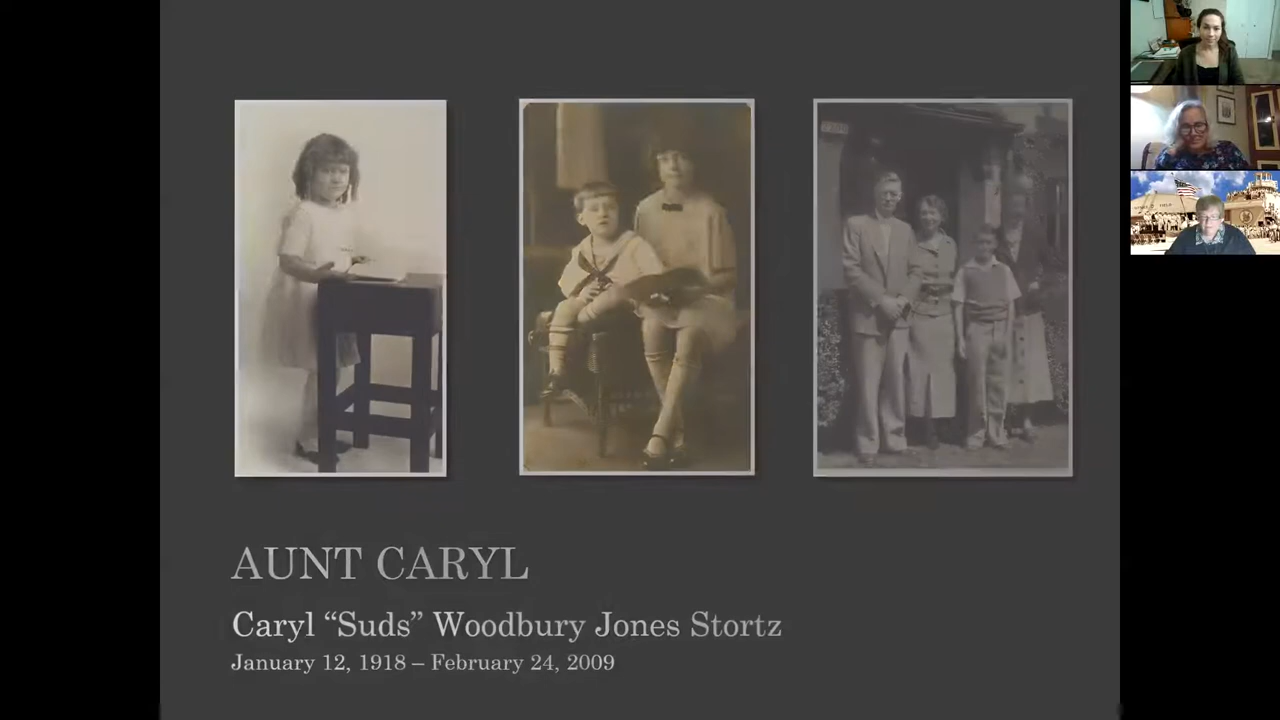 AUNT CARYL
Caryl “Suds” Woodbury Jones Stortz
January 12, 1918 – February 24, 2009